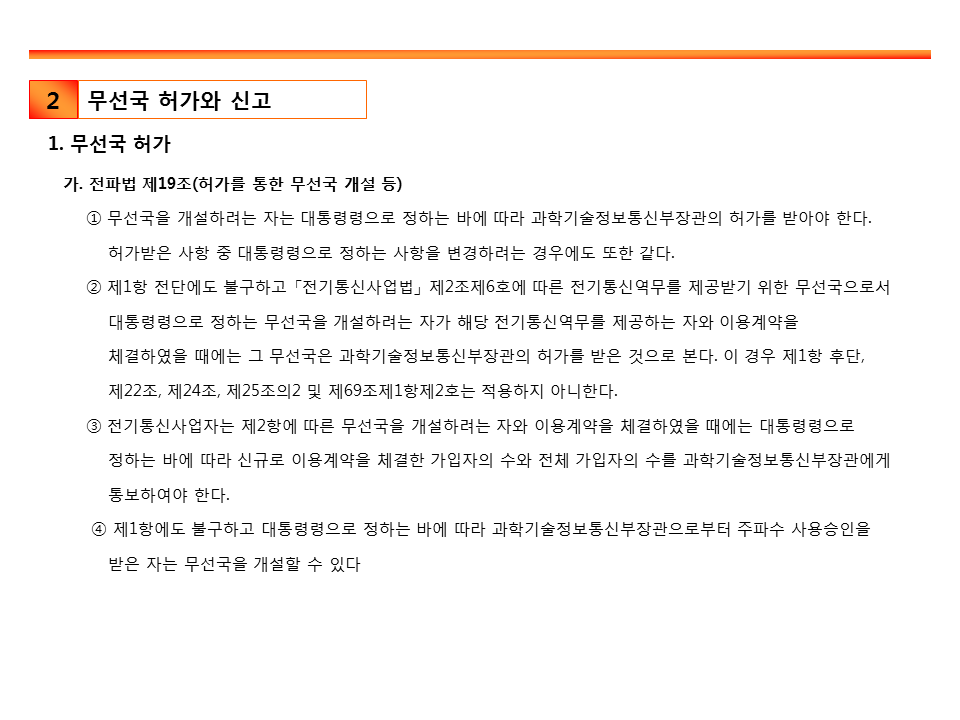 2
무선국 허가와 신고
1. 무선국 허가
가. 전파법 제19조(허가를 통한 무선국 개설 등)
① 무선국을 개설하려는 자는 대통령령으로 정하는 바에 따라 과학기술정보통신부장관의 허가를 받아야 한다.
허가받은 사항 중 대통령령으로 정하는 사항을 변경하려는 경우에도 또한 같다.
② 제1항 전단에도 불구하고 「전기통신사업법」 제2조제6호에 따른 전기통신역무를 제공받기 위한 무선국으로서
대통령령으로 정하는 무선국을 개설하려는 자가 해당 전기통신역무를 제공하는 자와 이용계약을
체결하였을 때에는 그 무선국은 과학기술정보통신부장관의 허가를 받은 것으로 본다. 이 경우 제1항 후단,
제22조, 제24조, 제25조의2 및 제69조제1항제2호는 적용하지 아니한다.
③ 전기통신사업자는 제2항에 따른 무선국을 개설하려는 자와 이용계약을 체결하였을 때에는 대통령령으로
정하는 바에 따라 신규로 이용계약을 체결한 가입자의 수와 전체 가입자의 수를 과학기술정보통신부장관에게
통보하여야 한다.
④ 제1항에도 불구하고 대통령령으로 정하는 바에 따라 과학기술정보통신부장관으로부터 주파수 사용승인을
받은 자는 무선국을 개설할 수 있다